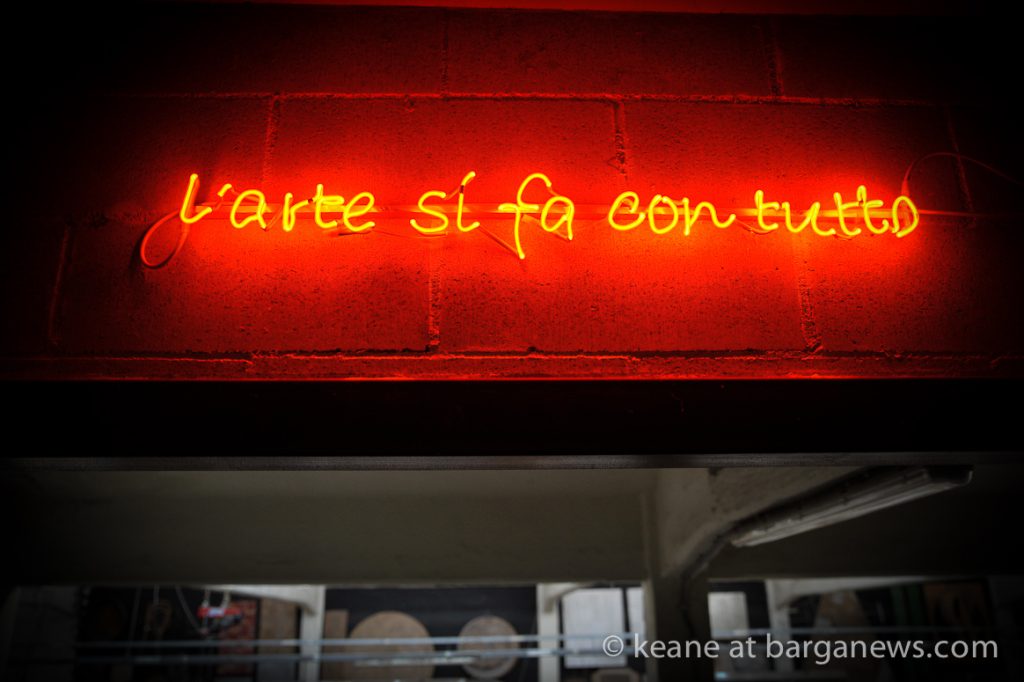 l'arte si fa con tutto
© keane at barganews.com